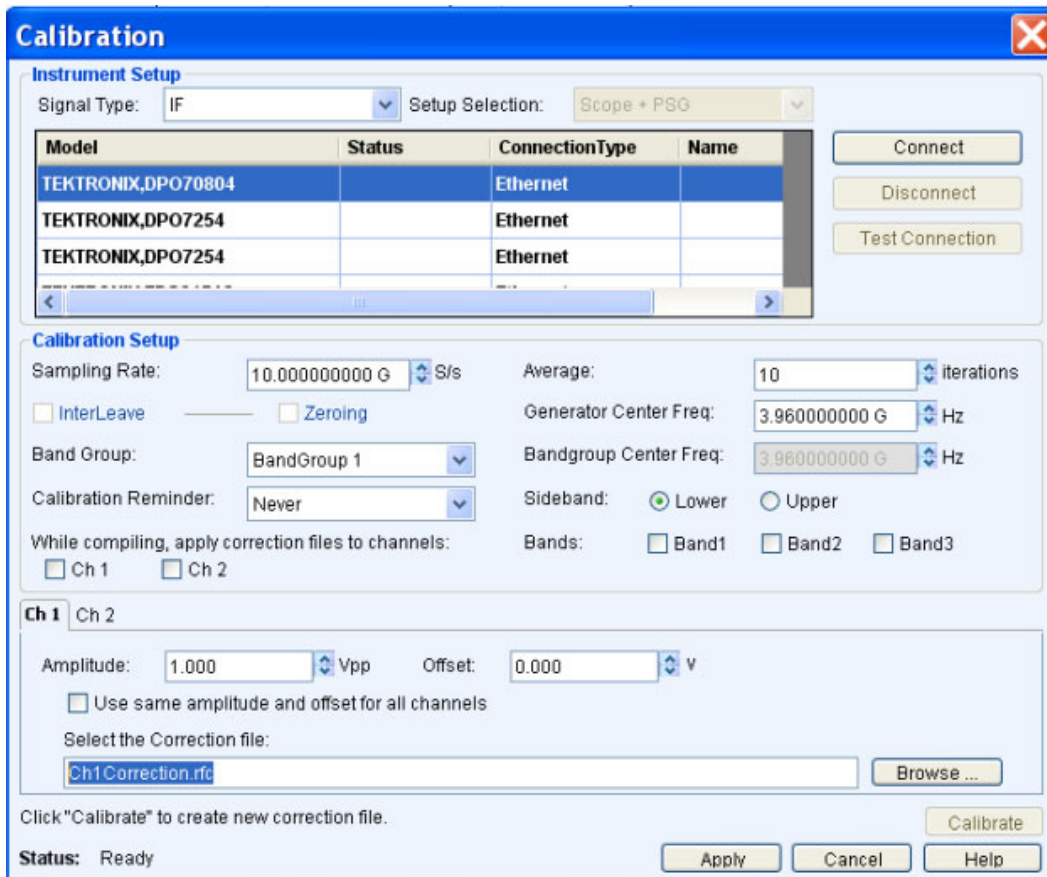 Calibration
Instrument Setup
Signal Type: IF Setup Selection: Scope + PSG
Model Status ConnectionType Name Connect
TEKTRONIX,DPO70804 Ethernet Disconnect
TEKTRONIX,DPO7254 Ethernet
TEKTRONIX,DPO7254 Ethernet Test Connection
Calibration Setup
Sampling Rate: 10.000000000 G S/s Average: 10 iterations
InterLeave Zeroing Generator Center Freq: 3.960000000 G Hz
Band Group: BandGroup 1 Bandgroup Center Freq: 3.960000000 G Hz
Calibration Reminder: Never Sideband: Lower Upper
While compiling, apply correction files to channels: Bands: Band1 Band2 Band3
Ch 1 Ch 2
Ch 1 Ch 2
Amplitude: 1.000 Vpp Offset: 0.000 V
Use same amplitude and offset for all channels
Select the Correction file:
Ch1Correction.rfc Browse ...
Click "Calibrate" to create new correction file. Calibrate
Status: Ready Apply Cancel Help